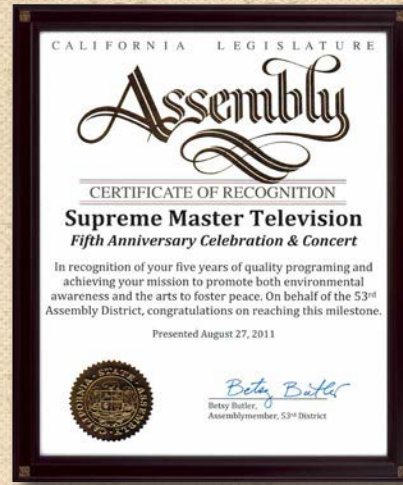 CALIFORNIA LEGISLATURE
Assembly
CERTIFICATE OF RECOGNITION
Supreme Master Television
Fifth Anniversary Celebration & Concert
In recognition of your five years of quality programing and
achieving your mission to promote both environmental
awareness and the arts to foster peace. On behalf of the 53rd
Assembly District, congratulations on reaching this milestone.
Presented August 27, 2011
Betsy Butler
Betsy Butler,
Assemblymember, 53rd District
CALIFORNIA STATE ASSEMBLY